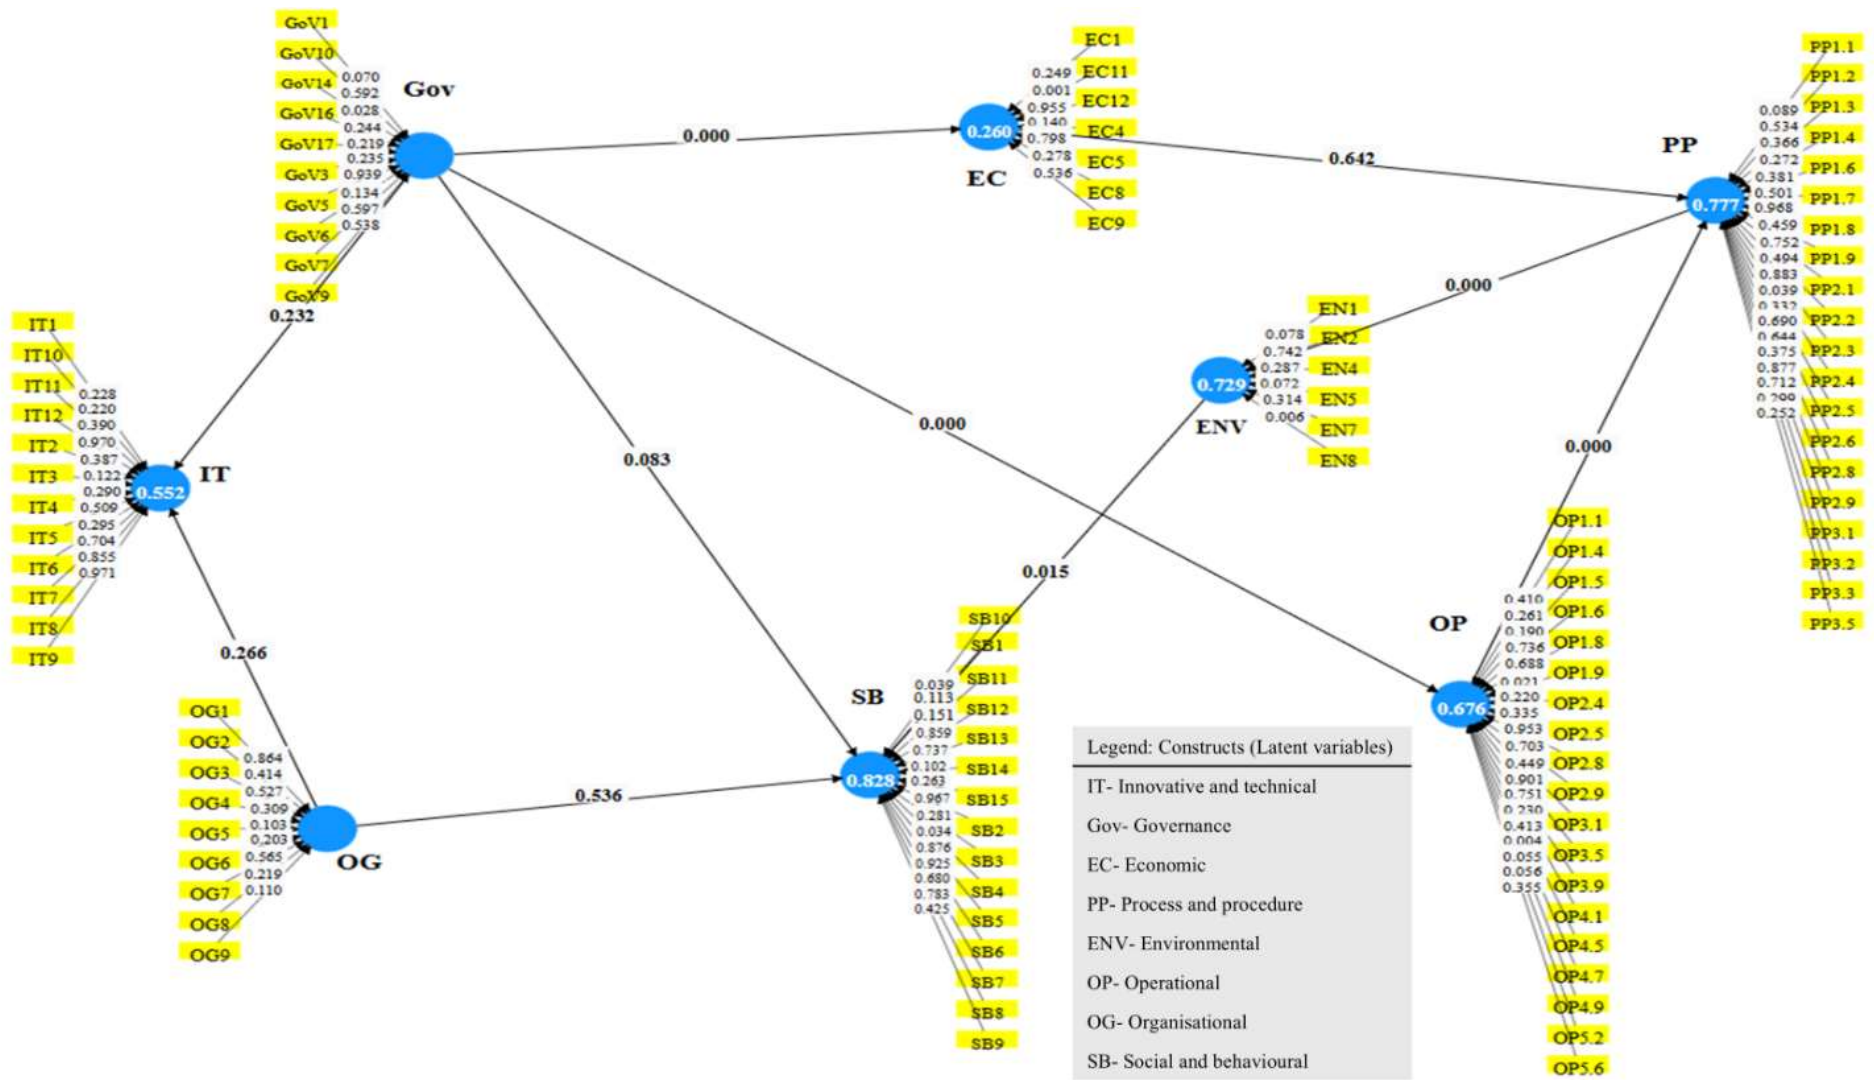 GoV1
GoV10
GoV14
GoV16
GoV17
GoV3
GoV5
GoV6
GoV7
GoV9
0.070
0.592
0.028
0.244
0.219
0.235
0.939
0.134
0.597
0.538
Gov
0.000
0.260
EC
EC1
EC11
EC12
EC4
EC5
EC8
EC9
0.249
0.001
0.955
0.140
0.798
0.278
0.536
0.642
PP
0.777
0.089
0.534
0.366
0.272
0.381
0.501
0.968
0.459
0.752
0.494
0.883
0.039
0.332
0.690
0.644
0.375
0.877
0.712
0.299
0.252
PP1.1
PP1.2
PP1.3
PP1.4
PP1.6
PP1.7
PP1.8
PP1.9
PP2.1
PP2.2
PP2.3
PP2.4
PP2.5
PP2.6
PP2.8
PP2.9
PP3.1
PP3.2
PP3.3
PP3.5
0.000
EN1
EN2
EN4
EN5
EN7
EN8
0.078
0.742
0.287
0.072
0.314
0.006
0.729
ENV
0.232
IT1
IT10
IT11
IT12
IT2
IT3
IT4
IT5
IT6
IT7
IT8
IT9
0.228
0.220
0.390
0.970
0.387
0.122
0.290
0.509
0.295
0.704
0.855
0.971
0.552
IT
0.083
0.000
0.015
0.000
0.266
OG1
OG2
OG3
OG4
OG5
OG6
OG7
OG8
OG9
0.864
0.414
0.527
0.309
0.103
0.203
0.565
0.219
0.110
OG
0.536
SB
0.828
0.039
0.113
0.151
0.859
0.737
0.102
0.263
0.967
0.281
0.034
0.876
0.925
0.680
0.783
0.425
SB10
SB1
SB11
SB12
SB13
SB14
SB15
SB2
SB3
SB4
SB5
SB6
SB7
SB8
SB9
OP
0.676
0.410
0.261
0.190
0.736
0.688
0.021
0.220
0.335
0.953
0.703
0.449
0.901
0.751
0.230
0.413
0.004
0.055
0.056
0.355
OP1.1
OP1.4
OP1.5
OP1.6
OP1.8
OP1.9
OP2.4
OP2.5
OP2.8
OP2.9
OP3.1
OP3.5
OP3.9
OP4.1
OP4.5
OP4.7
OP4.9
OP5.2
OP5.6
Legend: Constructs (Latent variables)
IT- Innovative and technical
Gov- Governance
EC- Economic
PP- Process and procedure
ENV- Environmental
OP- Operational
OG- Organisational
SB- Social and behavioural